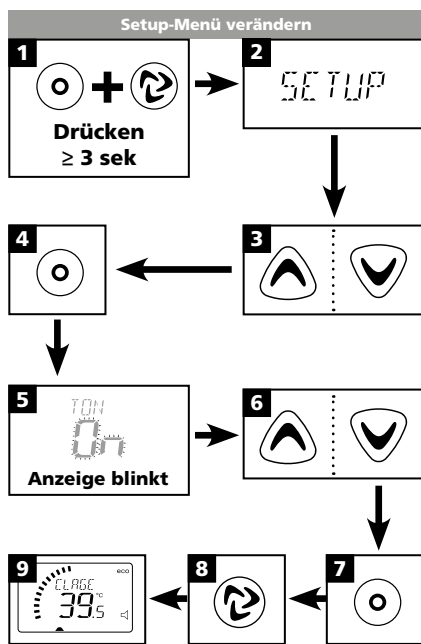 Setup-Menü verändern
1
Drücken
≥ 3 sek
2
SETUP
3
4
5
TON
On
Anzeige blinkt
6
7
8
9
eco
CLAGE
39.5 °C